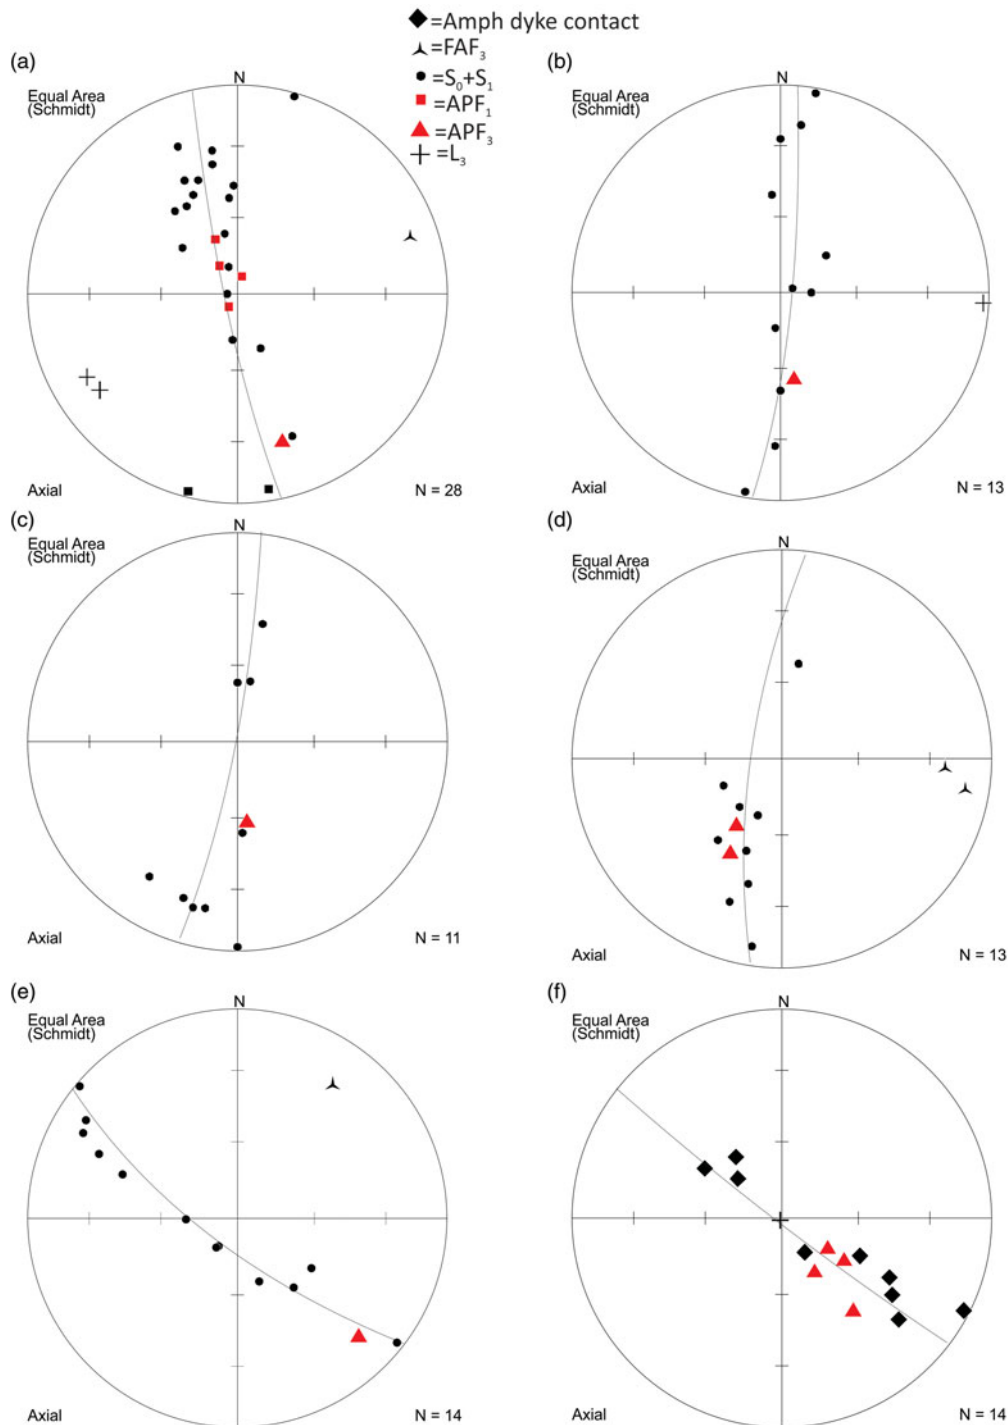 =Amph dyke contact
=FAF3
=S0+S1
=APF1
=APF3
=L3
(a)
Equal Area
(Schmidt)
N
Axial
N = 28
(b)
Equal Area
(Schmidt)
N
Axial
N = 13
(c)
Equal Area
(Schmidt)
N
Axial
N = 11
(d)
Equal Area
(Schmidt)
N
Axial
N = 13
(e)
Equal Area
(Schmidt)
N
Axial
N = 14
(f)
Equal Area
(Schmidt)
N
Axial
N = 14